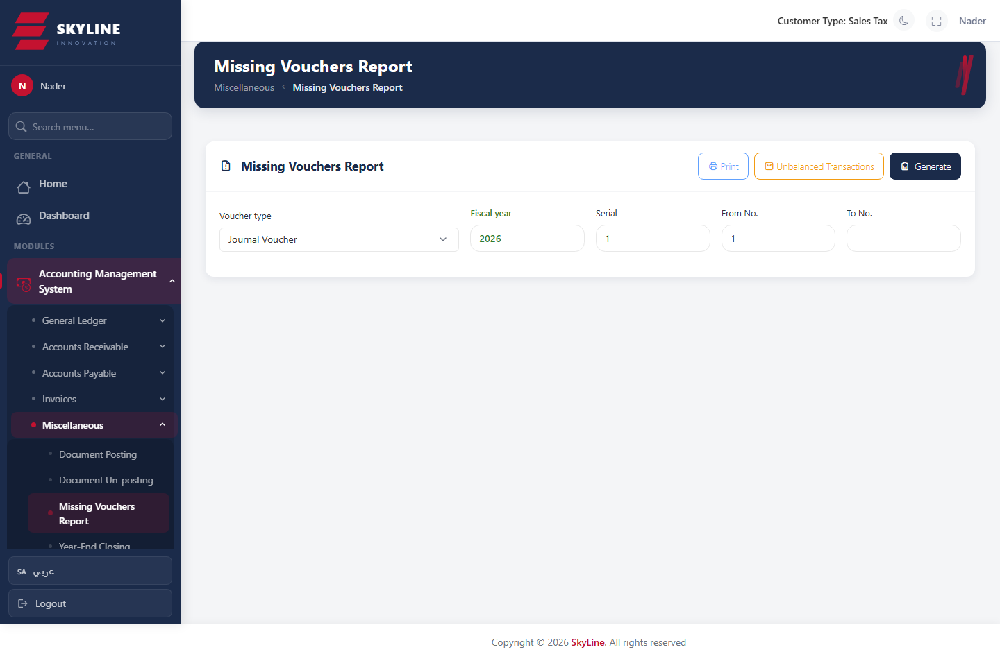 SKYLINE
INNOVATION
N Nader
Search menu...
GENERAL
Home
Dashboard
MODULES
Accounting Management
System
General Ledger
Accounts Receivable
Accounts Payable
Invoices
Miscellaneous
Document Posting
Document Un-posting
Missing Vouchers
Report
Year-End Closing
SA عربي
Logout
Customer Type: Sales Tax
Nader
Missing Vouchers Report
Miscellaneous ‹ Missing Vouchers Report
Missing Vouchers Report
Print
Unbalanced Transactions
Generate
Voucher type
Journal Voucher
Fiscal year
2026
Serial
1
From No.
1
To No.
Copyright © 2026 SkyLine. All rights reserved